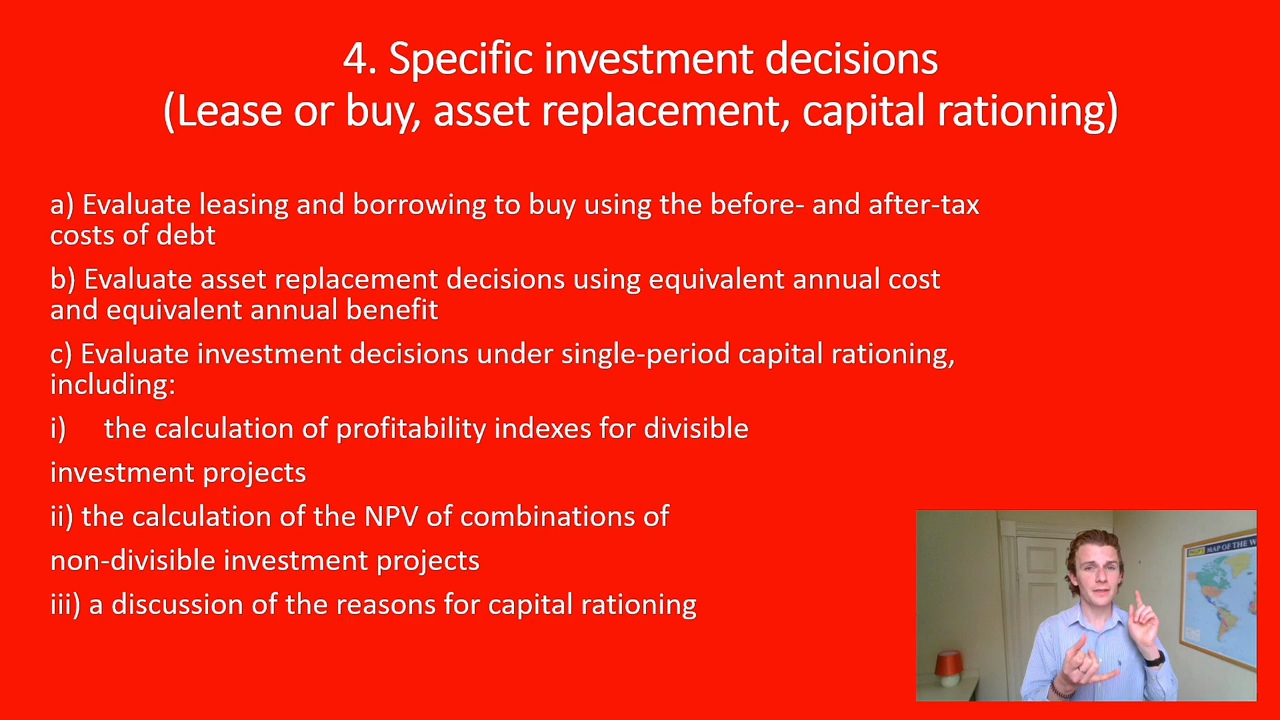 4. Specific investment decisions
(Lease or buy, asset replacement, capital rationing)
a) Evaluate leasing and borrowing to buy using the before- and after-tax
costs of debt
b) Evaluate asset replacement decisions using equivalent annual cost
and equivalent annual benefit
c) Evaluate investment decisions under single-period capital rationing,
including:
i) the calculation of profitability indexes for divisible
investment projects
ii) the calculation of the NPV of combinations of
non-divisible investment projects
iii) a discussion of the reasons for capital rationing
MAP OF THE W